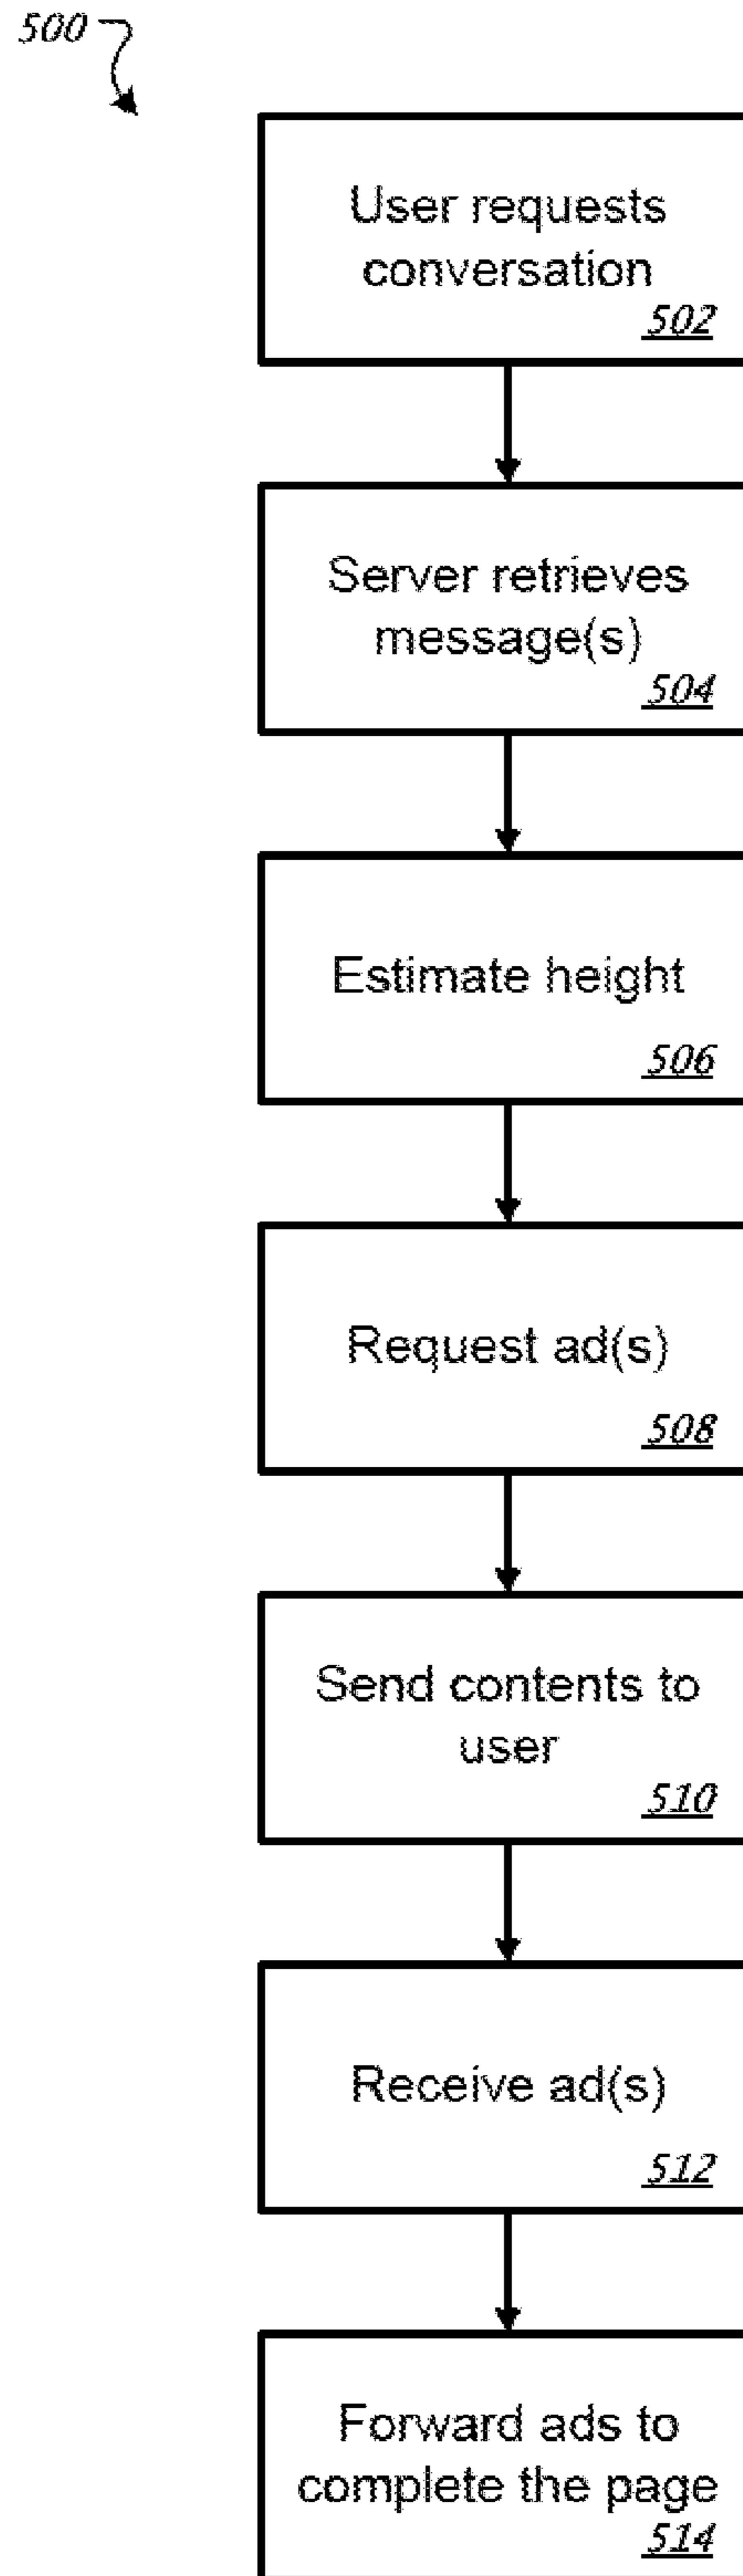 500
User requests
conversation
502
Server retrieves
message(s)
504
Estimate height
506
Request ad(s)
508
Send contents to
user
510
Receive ad(s)
512
Forward ads to
complete the page
514